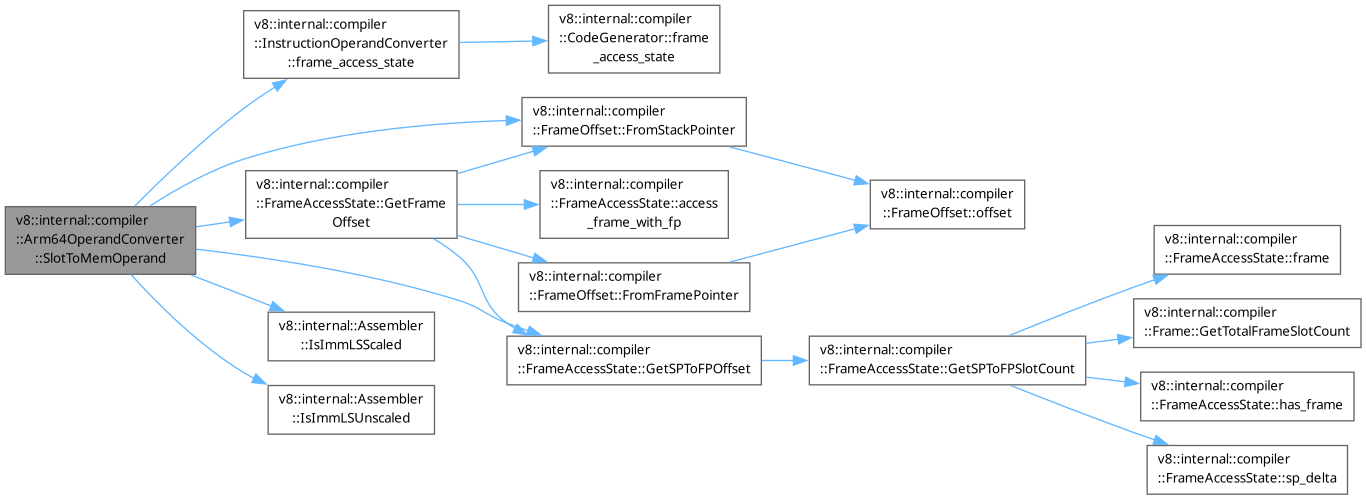 v8::internal::compiler
::Arm64OperandConverter
::SlotToMemOperand
v8::internal::compiler
::InstructionOperandConverter
::frame_access_state
v8::internal::compiler
::CodeGenerator::frame
_access_state
v8::internal::compiler
::FrameOffset::FromStackPointer
v8::internal::compiler
::FrameAccessState::GetFrame
Offset
v8::internal::compiler
::FrameAccessState::access
_frame_with_fp
v8::internal::compiler
::FrameOffset::offset
v8::internal::compiler
::FrameOffset::FromFramePointer
v8::internal::Assembler
::IsImmLSScaled
v8::internal::compiler
::FrameAccessState::GetSPToFPOffset
v8::internal::Assembler
::IsImmLSUnscaled
v8::internal::compiler
::FrameAccessState::GetSPToFPSlotCount
v8::internal::compiler
::FrameAccessState::frame
v8::internal::compiler
::Frame::GetTotalFrameSlotCount
v8::internal::compiler
::FrameAccessState::has_frame
v8::internal::compiler
::FrameAccessState::sp_delta